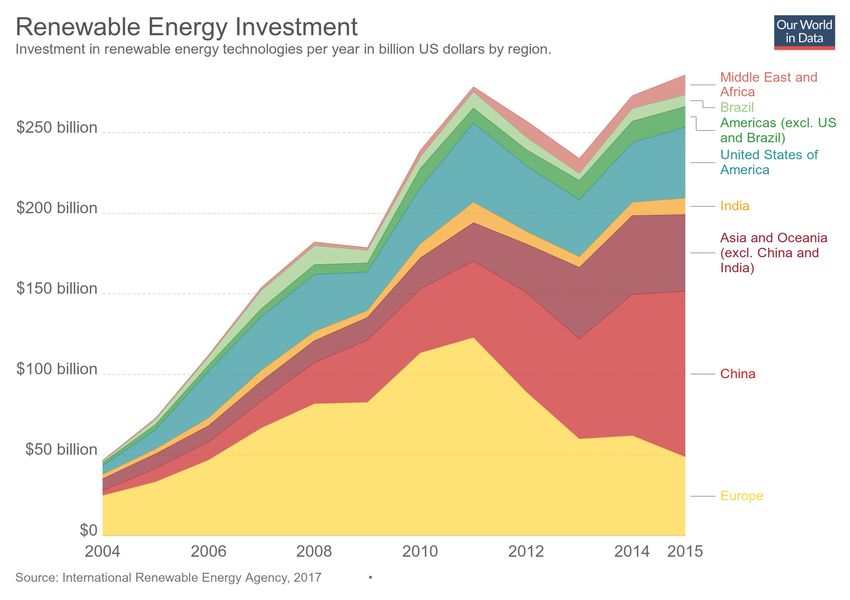 Renewable Energy Investment
Investment in renewable energy technologies per year in billion US dollars by region.
Our World
in Data
$250 billion
$200 billion
$150 billion
$100 billion
$50 billion
$0
2004
2006
2008
2010
2012
2014
2015
Middle East and
Africa
Brazil
Americas (excl. US
and Brazil)
United States of
America
India
Asia and Oceania
(excl. China and
India)
China
Europe
Source: International Renewable Energy Agency, 2017 •